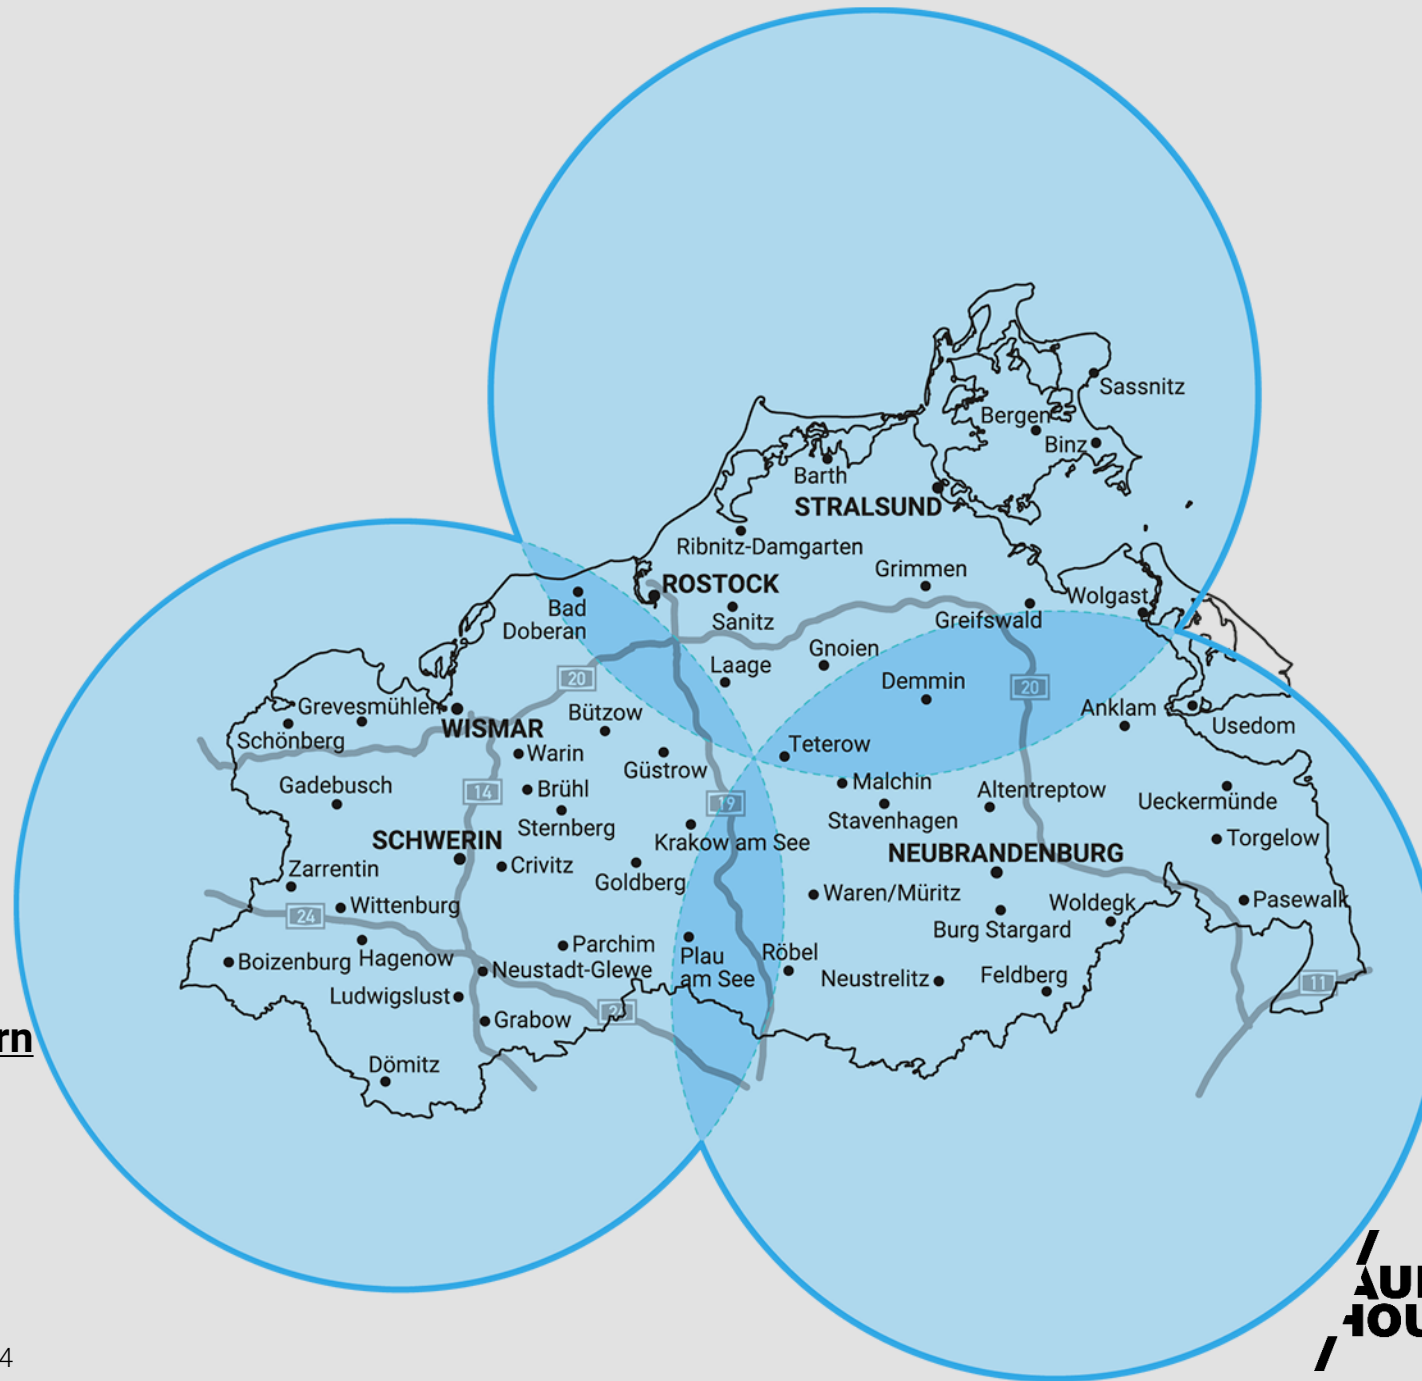 Sassnitz
Bergen
Binz
Barth
STRALSUND
Ribnitz-Damgarten
Grimmen
ROSTOCK
Wolgast
Bad
Doberan
Sanitz
Greifswald
Gnoien
Laage
20
Demmin
20
Grevesmühlen
Anklam
Bützow
WISMAR
Usedom
Schönberg
Teterow
Warin
Güstrow
Gadebusch
14
Brühl
19
Malchin
Altentreptow
Ueckermünde
Sternberg
Stavenhagen
SCHWERIN
Krakow am See
Torgelow
NEUBRANDENBURG
Zarrentin
Crivitz
Goldberg
Waren/Müritz
Woldegk
Pasewalk
Wittenburg
24
Burg Stargard
Parchim
Plau
am See
Röbel
Boizenburg
Hagenow
Neustadt-Glewe
Neustrelitz
Feldberg
11
Ludwigslust
Grabow
rn
Dömitz
4